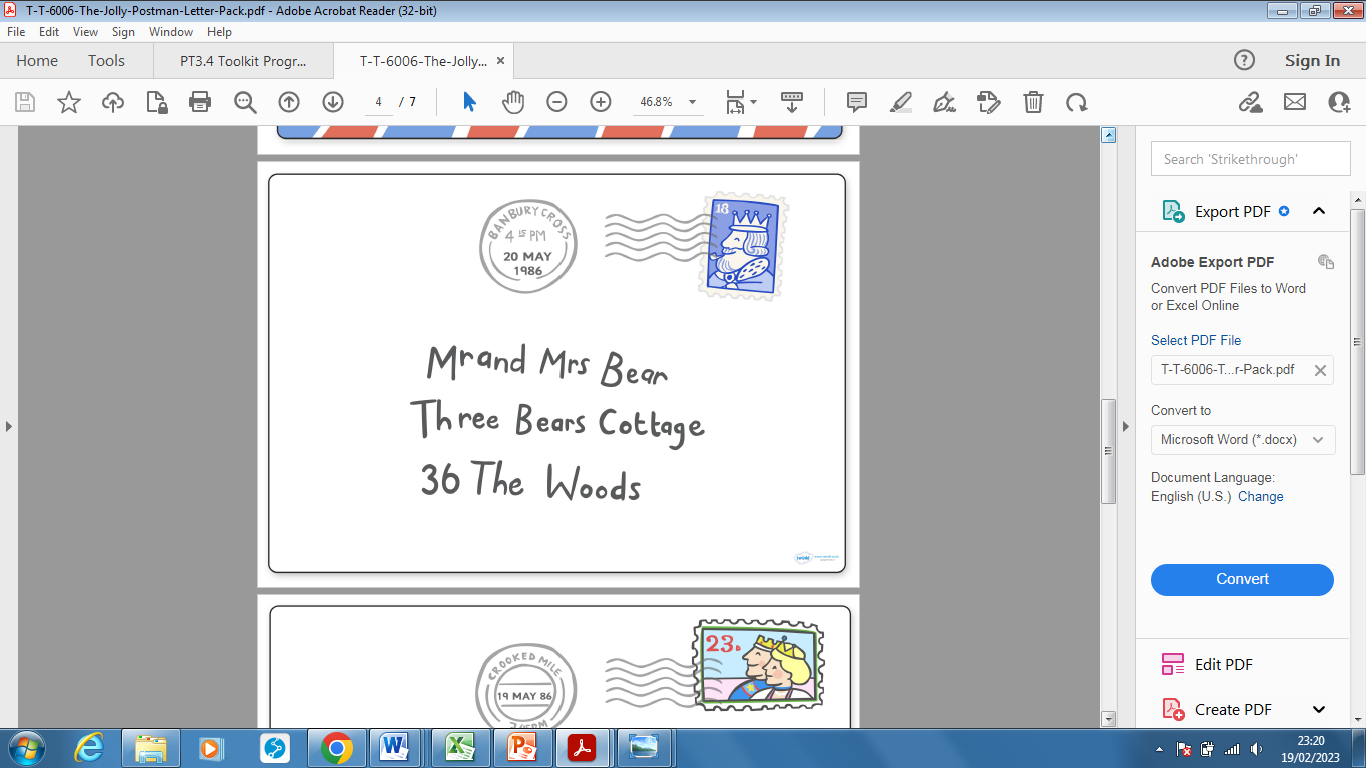 T-T-6006-The-Jolly-Postman-Letter-Pack.pdf - Adobe Acrobat Reader (32-bit)
File Edit View Sign Window Help
Home Tools PT3.4 Toolkit Progr... T-T-6006-The-Jolly... Sign In
4 / 7 46.8%
BANBURY CROSS
4 15 PM
20 MAY
1986
18
Mr and Mrs Bear
Three Bears Cottage
36 The Woods
CROOKED MILE
19 MAY 86
23
Search 'Strikethrough'
Export PDF
Adobe Export PDF
Convert PDF Files to Word
or Excel Online
Select PDF File
T-T-6006-T...r-Pack.pdf
Convert to
Microsoft Word (*.docx)
Document Language:
English (U.S.) Change
Convert
Edit PDF
Create PDF
23:20
19/02/2023